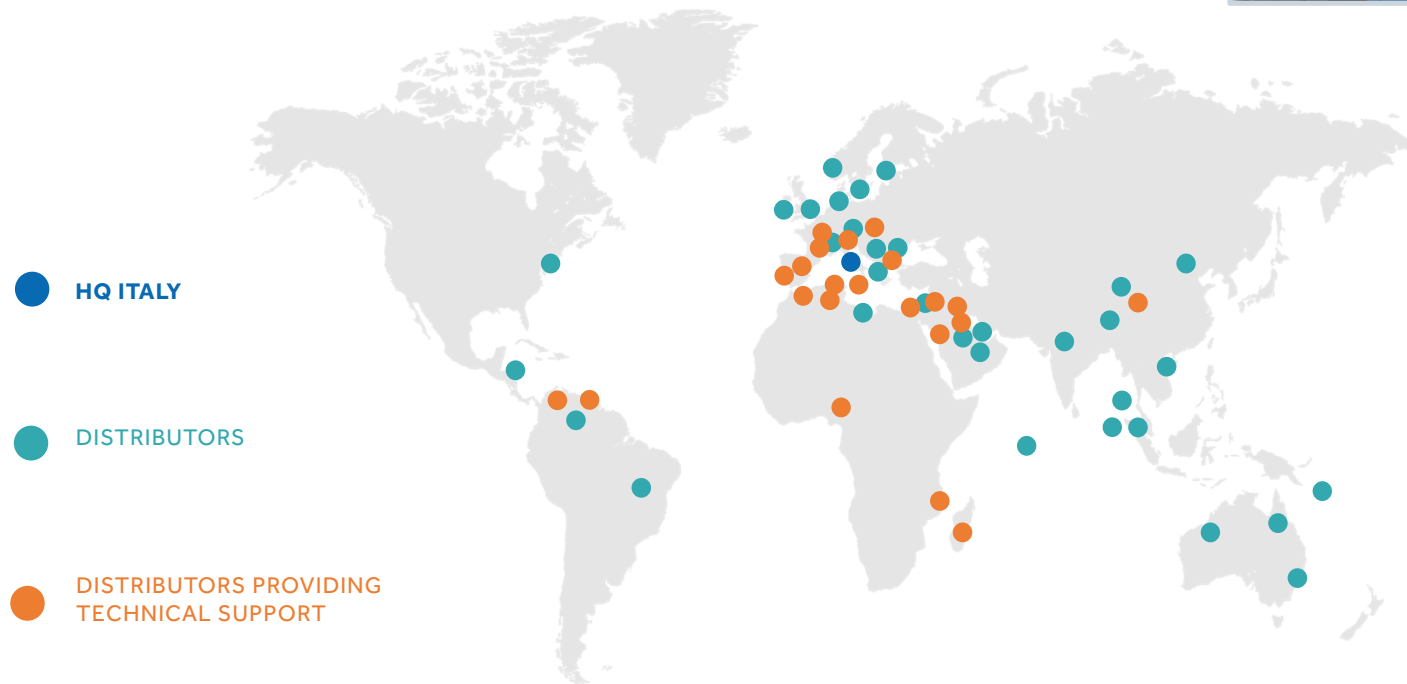 HQ ITALY
DISTRIBUTORS
DISTRIBUTORS PROVIDING
TECHNICAL SUPPORT